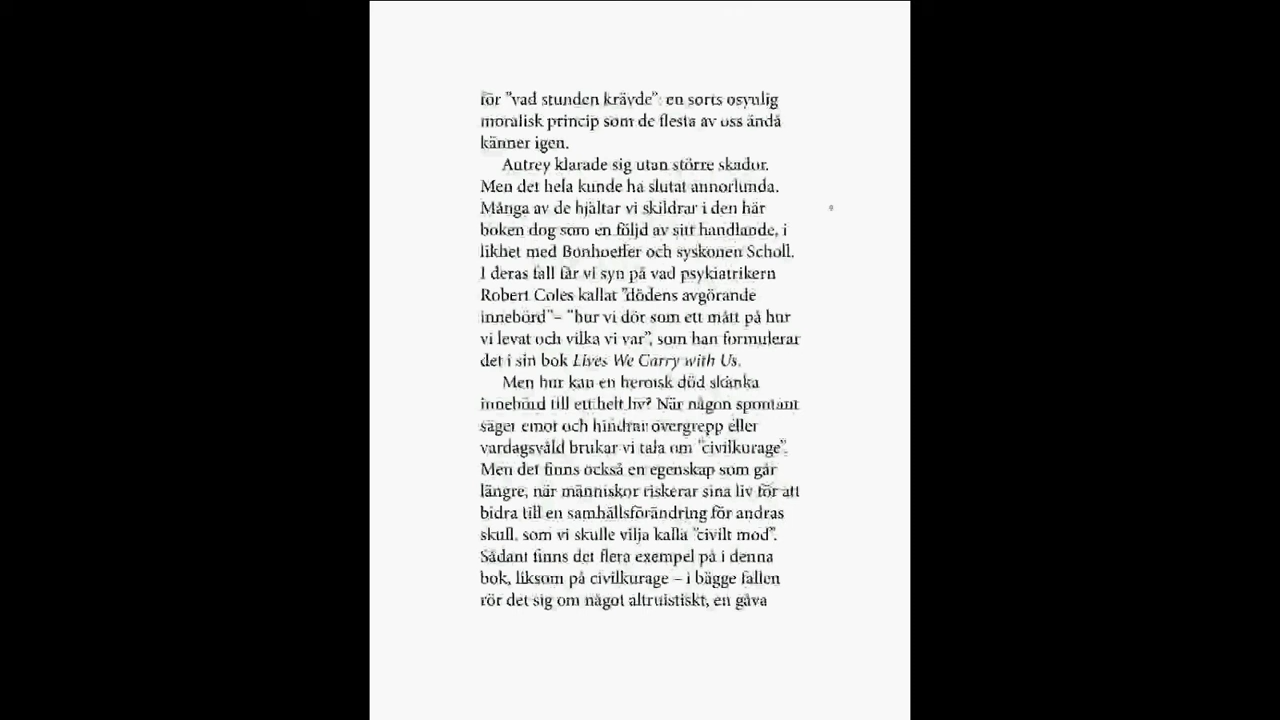 för ”vad stunden krävde”: en sorts osynlig
moralisk princip som de flesta av oss ändå
känner igen.
Autrey klarade sig utan större skador.
Men det hela kunde ha slutat annorlunda.
Många av de hjältar vi skildrar i den här
boken dog som en följd av sitt handlande, i
likhet med Bonhoeffer och syskonen Scholl.
I deras fall får vi syn på vad psykiatrikern
Robert Coles kallat ”dödens avgörande
innebörd”– ”hur vi dör som ett mått på hur
vi levat och vilka vi var”, som han formulerar
det i sin bok Lives We Carry with Us.
Men hur kan en heroisk död skänka
innebörd till ett helt liv? När någon spontant
säger emot och hindrar övergrepp eller
vardagsvåld brukar vi tala om ”civilkurage”.
Men det finns också en egenskap som går
längre, när människor riskerar sina liv för att
bidra till en samhällsförändring för andras
skull, som vi skulle vilja kalla ”civilt mod”.
Sådant finns det flera exempel på i denna
bok, liksom på civilkurage – i bägge fallen
rör det sig om något altruistiskt, en gåva